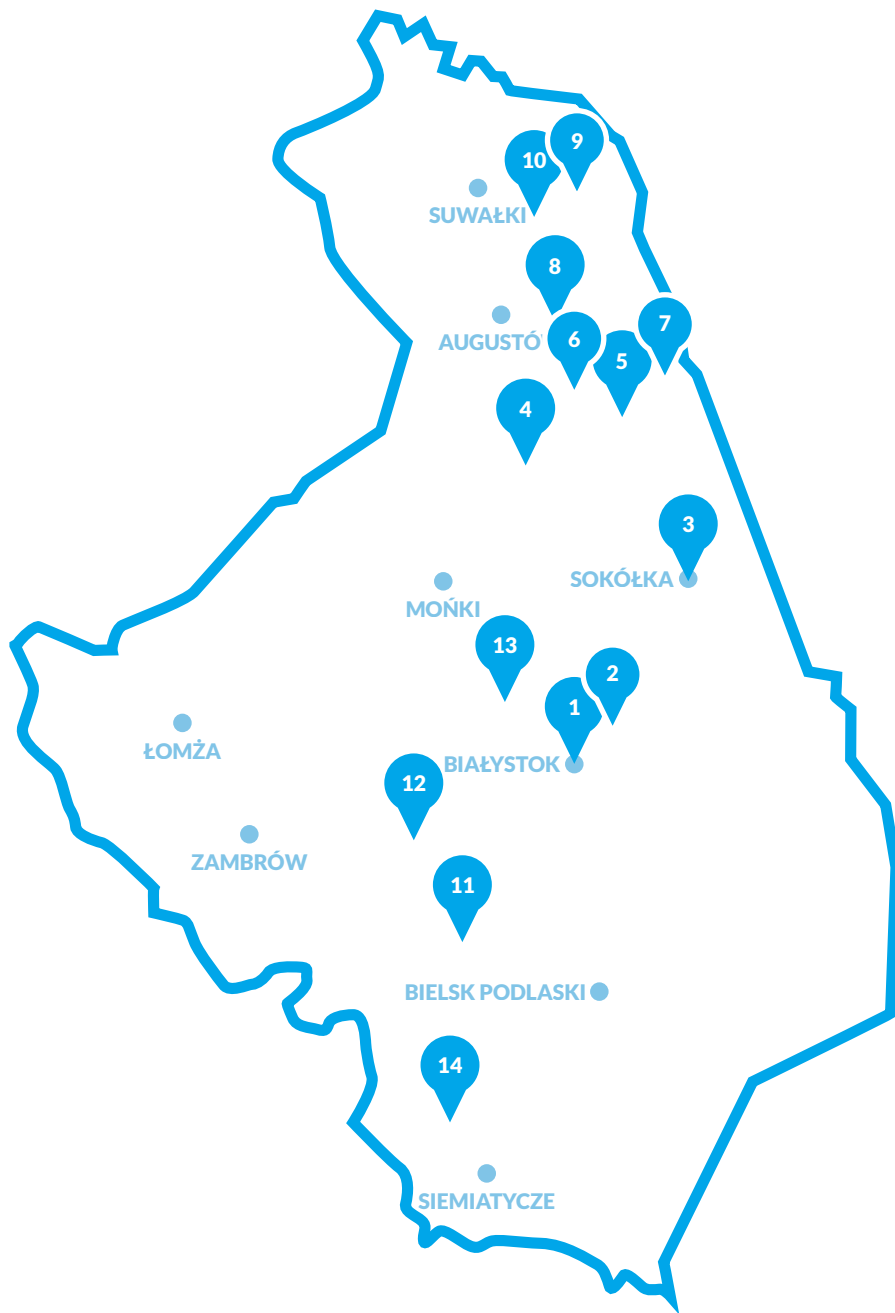 9
10
SUWAŁKI
8
7
AUGUSTÓ
6
5
4
3
SOKÓŁKA
MOŃKI
13
2
1
ŁOMŻA
BIAŁYSTOK
12
ZAMBRÓW
11
BIELSK PODLASKI
14
SIEMIATYCZE